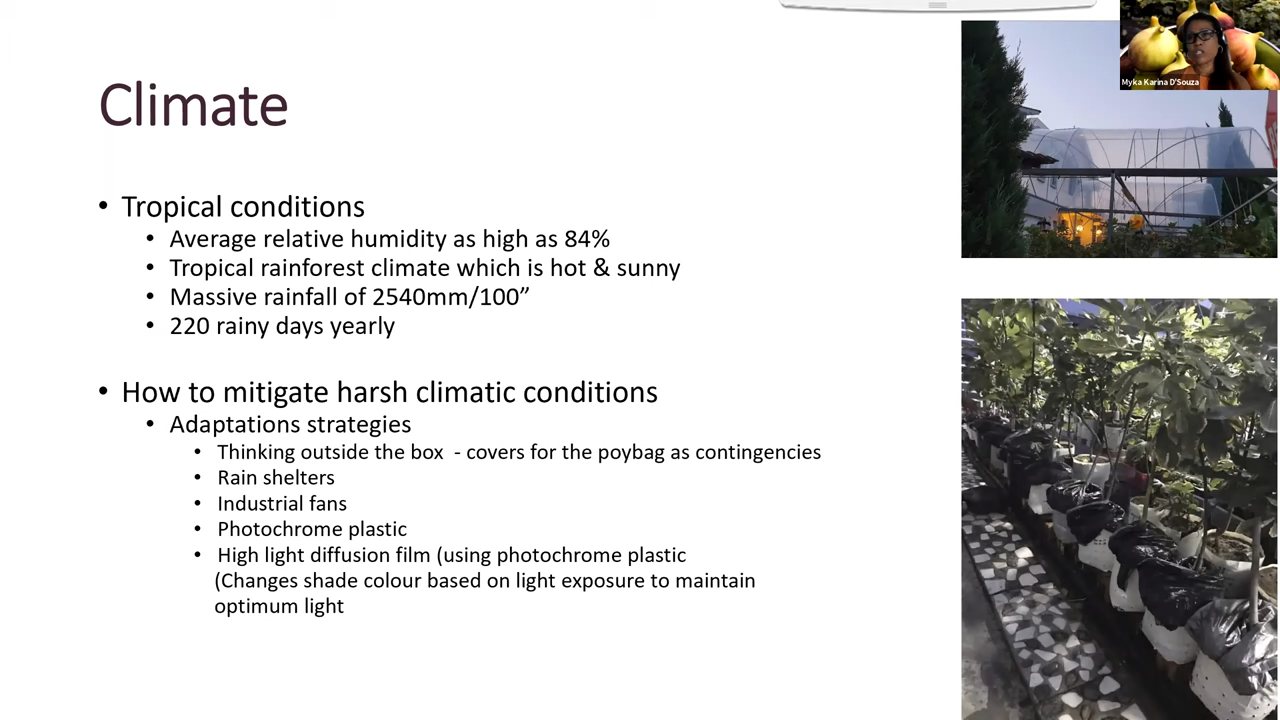 Myka Karina D'Souza
Climate
• Tropical conditions
• Average relative humidity as high as 84%
• Tropical rainforest climate which is hot & sunny
• Massive rainfall of 2540mm/100”
• 220 rainy days yearly
• How to mitigate harsh climatic conditions
• Adaptations strategies
• Thinking outside the box - covers for the poybag as contingencies
• Rain shelters
• Industrial fans
• Photochrome plastic
• High light diffusion film (using photochrome plastic
(Changes shade colour based on light exposure to maintain
optimum light